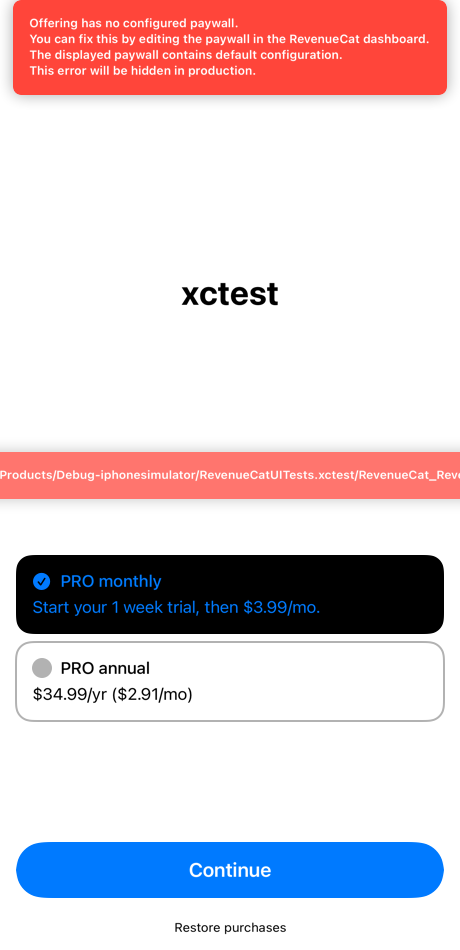 Offering has no configured paywall.
You can fix this by editing the paywall in the RevenueCat dashboard.
The displayed paywall contains default configuration.
This error will be hidden in production.
xctest
Products/Debug-iphonesimulator/RevenueCatUITests.xctest/RevenueCat_Reve
PRO monthly
Start your 1 week trial, then $3.99/mo.
PRO annual
$34.99/yr ($2.91/mo)
Continue
Restore purchases